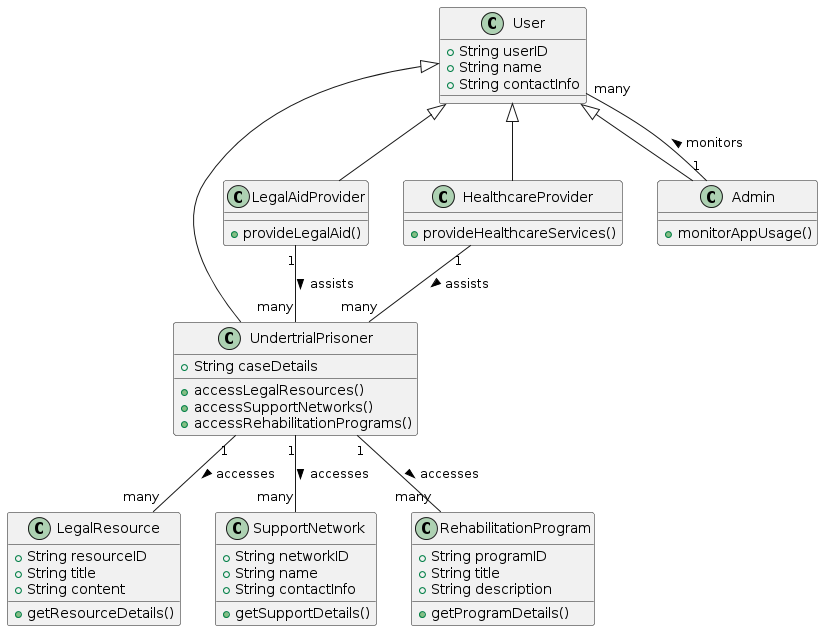 C User
String userID
String name
String contactInfo
many
monitors
1
C LegalAidProvider
provideLegalAid()
C HealthcareProvider
provideHealthcareServices()
C Admin
monitorAppUsage()
1
assists
many
1
assists
many
C UndertrialPrisoner
String caseDetails
accessLegalResources()
accessSupportNetworks()
accessRehabilitationPrograms()
1
accesses
many
1
accesses
many
1
accesses
many
C LegalResource
String resourceID
String title
String content
getResourceDetails()
C SupportNetwork
String networkID
String name
String contactInfo
getSupportDetails()
C RehabilitationProgram
String programID
String title
String description
getProgramDetails()